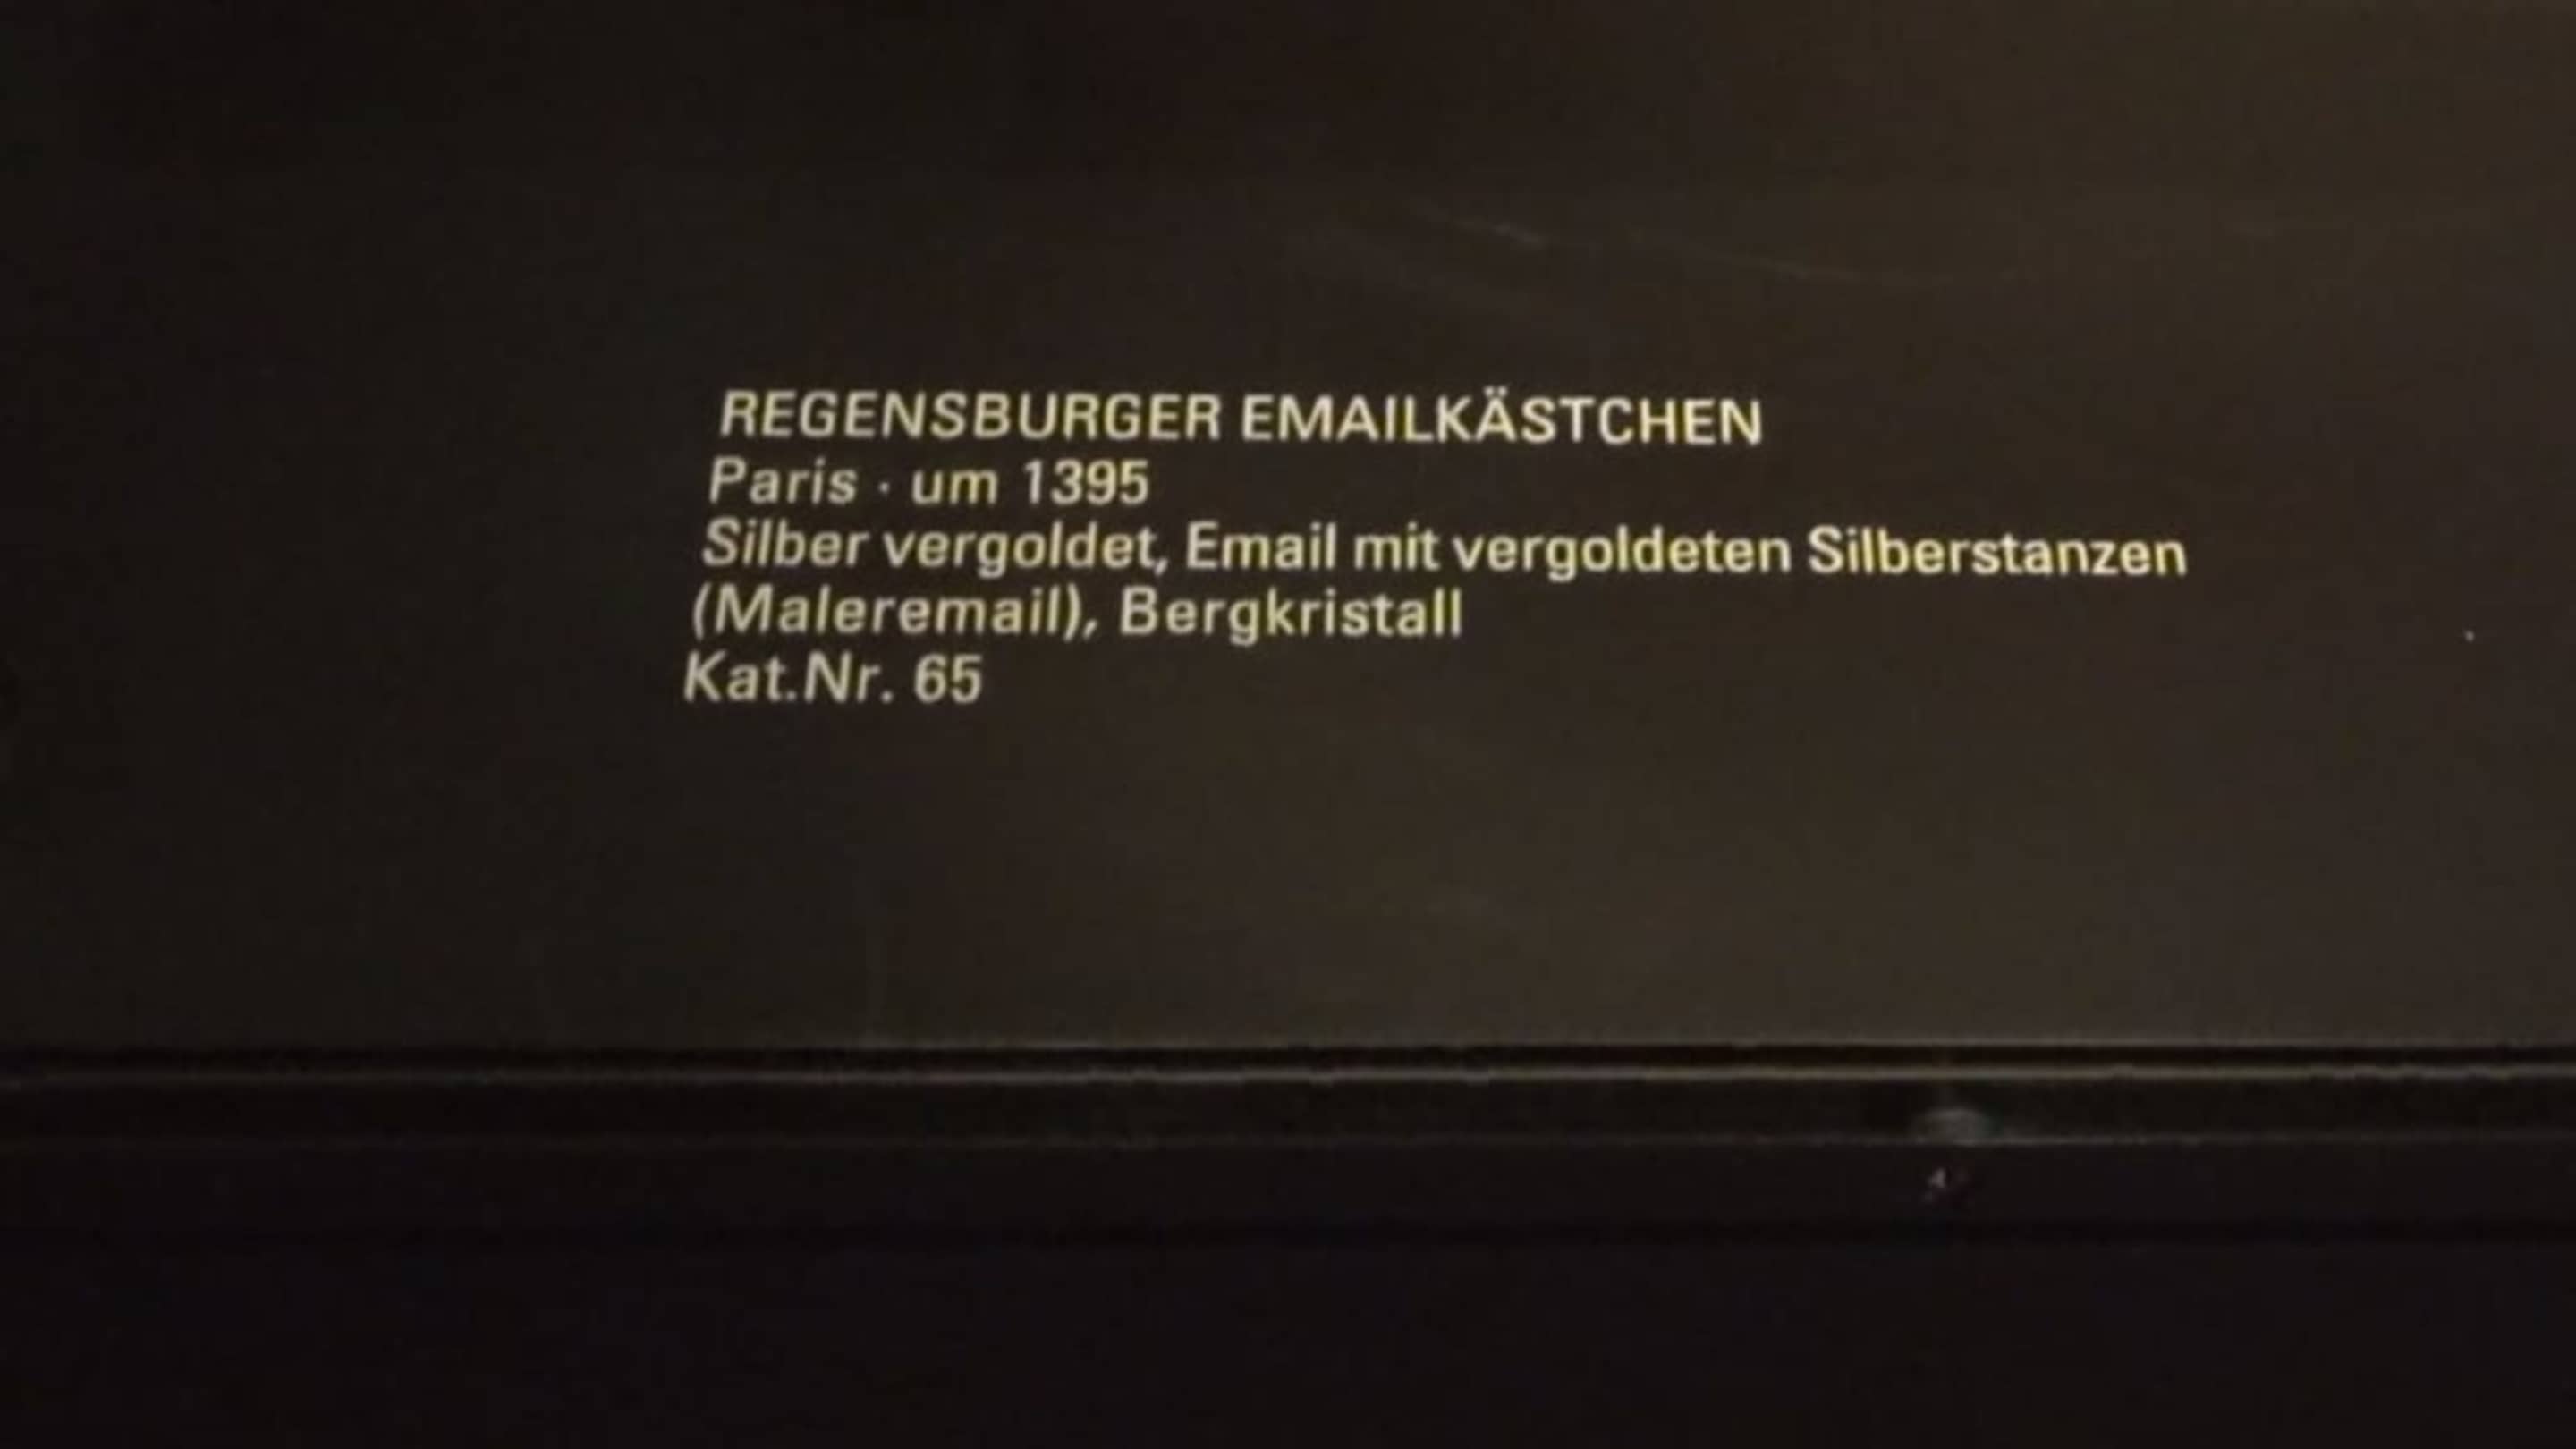 REGENSBURGER EMAILKÄSTCHEN
Paris · um 1395
Silber vergoldet, Email mit vergoldeten Silberstanzen
(Maleremail), Bergkristall
Kat.Nr. 65